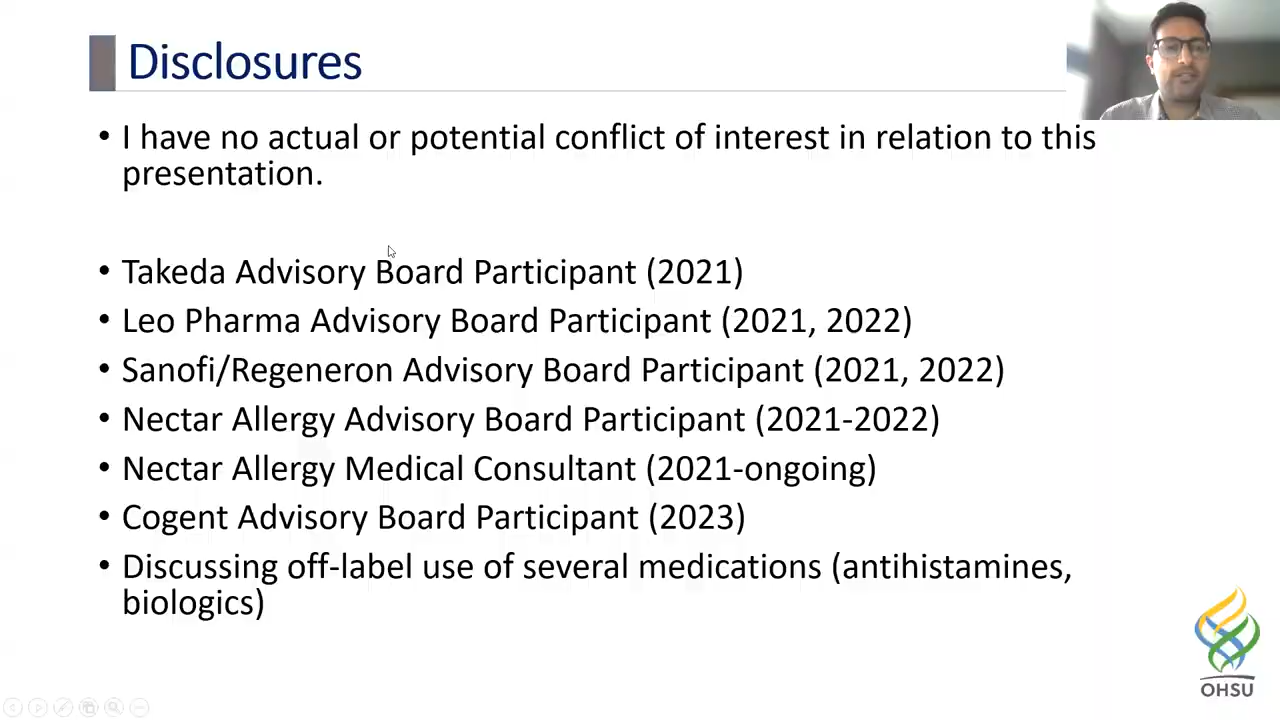 Disclosures
• I have no actual or potential conflict of interest in relation to this
presentation.
• Takeda Advisory Board Participant (2021)
• Leo Pharma Advisory Board Participant (2021, 2022)
• Sanofi/Regeneron Advisory Board Participant (2021, 2022)
• Nectar Allergy Advisory Board Participant (2021-2022)
• Nectar Allergy Medical Consultant (2021-ongoing)
• Cogent Advisory Board Participant (2023)
• Discussing off-label use of several medications (antihistamines,
biologics)
OHSU